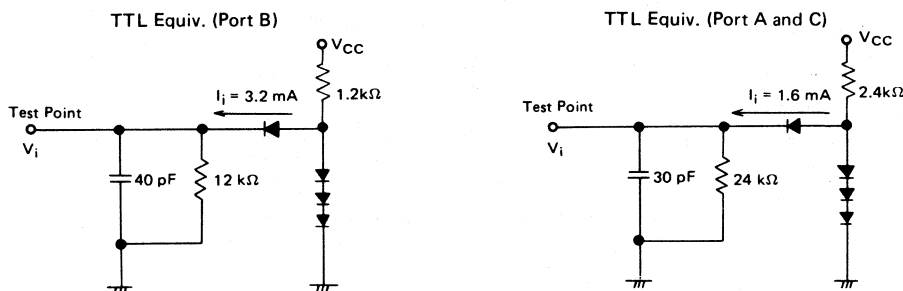 TTL Equiv. (Port B)
VCC
1.2kΩ
Ii = 3.2 mA
Test Point
Vi
40 pF
12 kΩ
TTL Equiv. (Port A and C)
VCC
2.4kΩ
Ii = 1.6 mA
Test Point
Vi
30 pF
24 kΩ